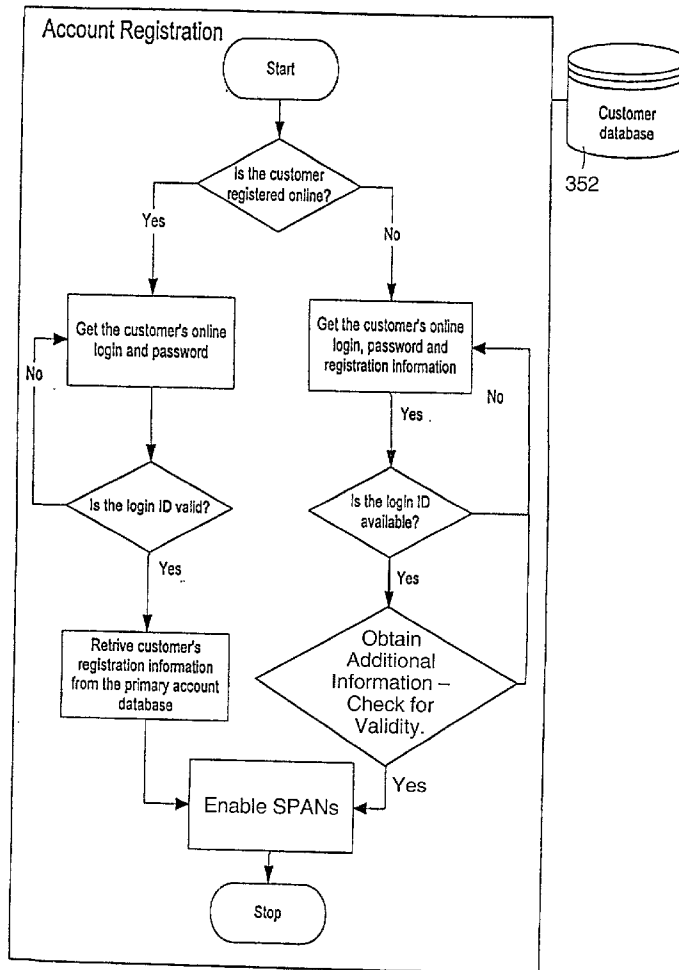 Account Registration
Start
Customer
database
352
Is the customer
registered online?
Yes
No
Get the customer's online
login and password
Get the customer's online
login, password and
registration information
No
No
Yes
Is the login ID valid?
Is the login ID
available?
Yes
Yes
Retrive customer's
registration information
from the primary account
database
Obtain
Additional
Information –
Check for
Validity.
Yes
Enable SPANs
Stop